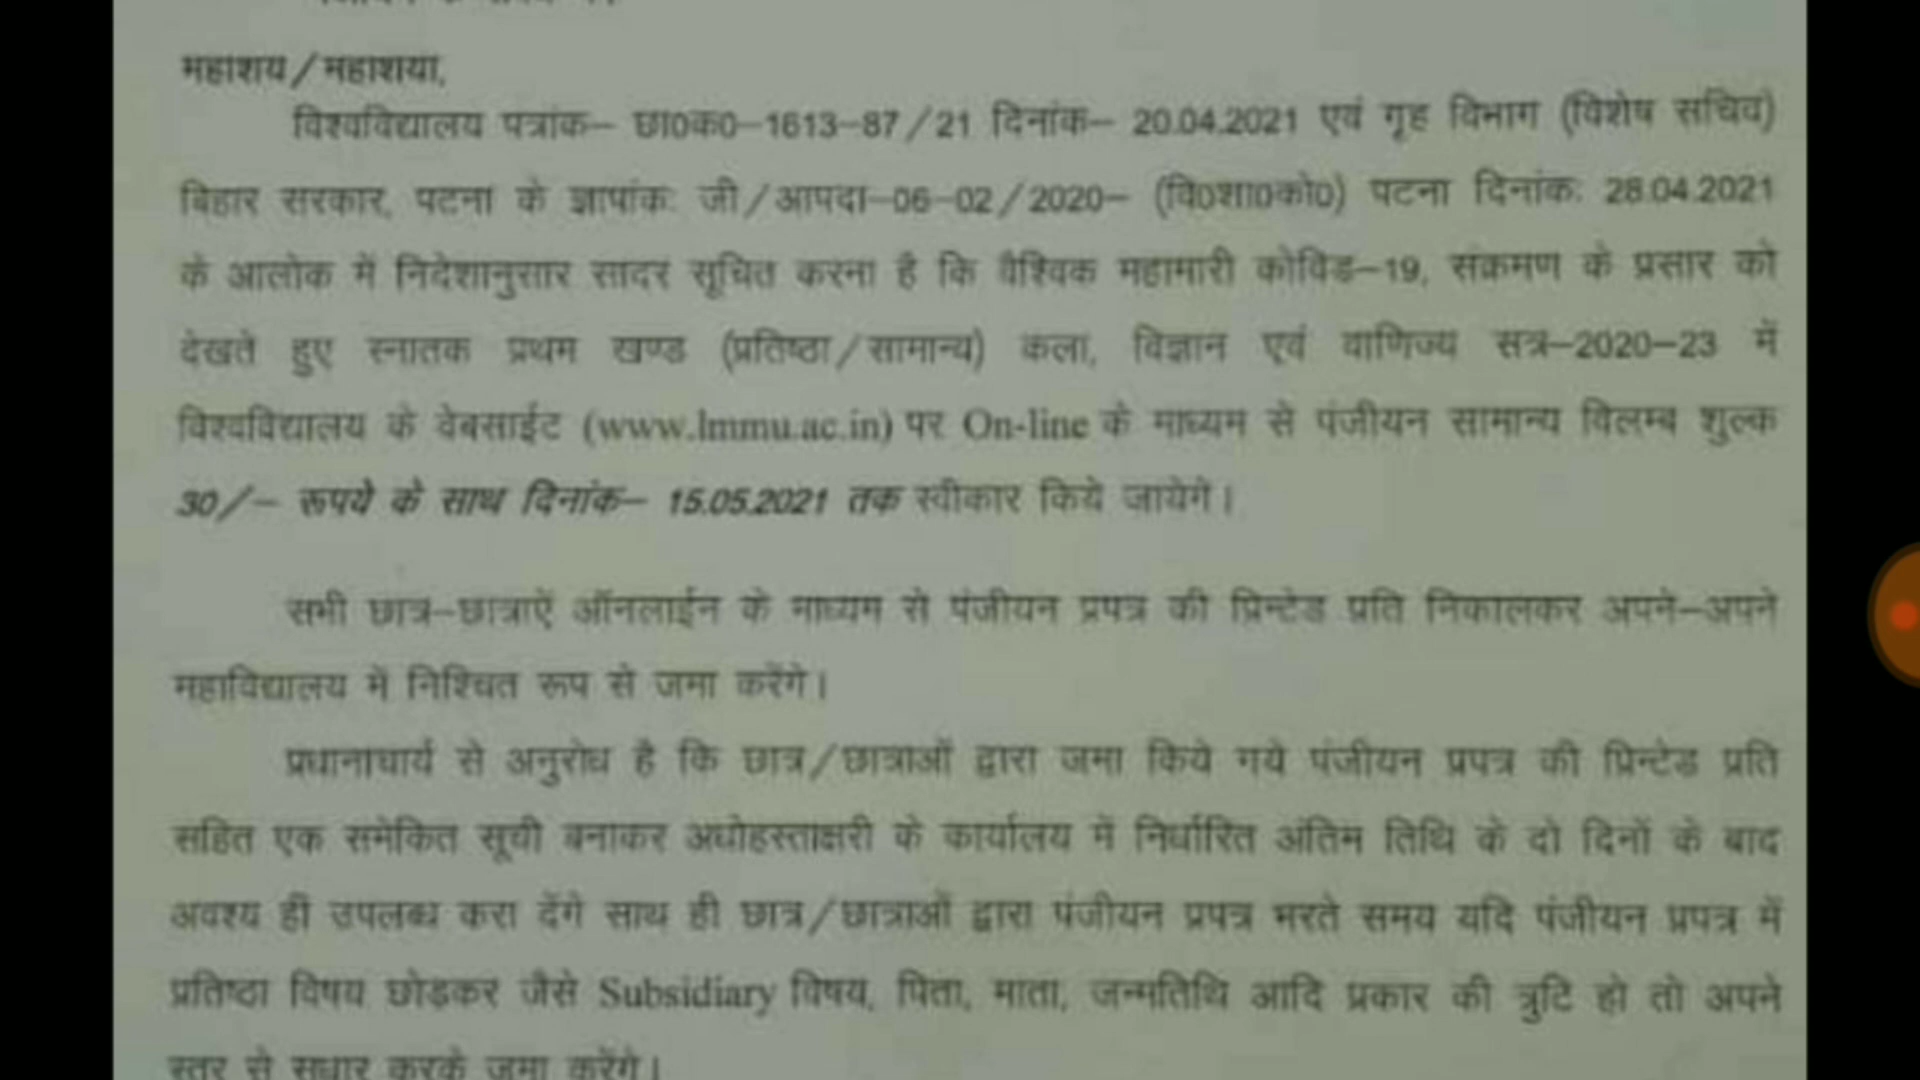 महाशय/महाशया,
विश्वविद्यालय पत्रांक– छा0क0–1613–87/21 दिनांक– 20.04.2021 एवं गृह विभाग (विशेष सचिव)
बिहार सरकार, पटना के ज्ञापांक: जी/आपदा–06–02/2020– (वि0शा0को0) पटना दिनांक: 28.04.2021
के आलोक में निदेशानुसार सादर सूचित करना है कि वैश्विक महामारी कोविड–19, संक्रमण के प्रसार को
देखते हुए स्नातक प्रथम खण्ड (प्रतिष्ठा/सामान्य) कला, विज्ञान एवं वाणिज्य सत्र–2020–23 में
विश्वविद्यालय के वेबसाईट (www.lnmu.ac.in) पर On-line के माध्यम से पंजीयन सामान्य विलम्ब शुल्क
30/– रूपये के साथ दिनांक– 15.05.2021 तक स्वीकार किये जायेगे।
सभी छात्र–छात्राऐं ऑनलाईन के माध्यम से पंजीयन प्रपत्र की प्रिन्टेड प्रति निकालकर अपने–अपने
महाविद्यालय में निश्चित रूप से जमा करेंगे।
प्रधानाचार्य से अनुरोध है कि छात्र/छात्राओं द्वारा जमा किये गये पंजीयन प्रपत्र की प्रिन्टेड प्रति
सहित एक समेकित सूची बनाकर अधोहस्ताक्षरी के कार्यालय में निर्धारित अंतिम तिथि के दो दिनों के बाद
अवश्य ही उपलब्ध करा देंगे साथ ही छात्र/छात्राओं द्वारा पंजीयन प्रपत्र भरते समय यदि पंजीयन प्रपत्र में
प्रतिष्ठा विषय छोड़कर जैसे Subsidiary विषय, पिता, माता, जन्मतिथि आदि प्रकार की त्रुटि हो तो अपने
स्तर से सुधार करके जमा करेंगे।